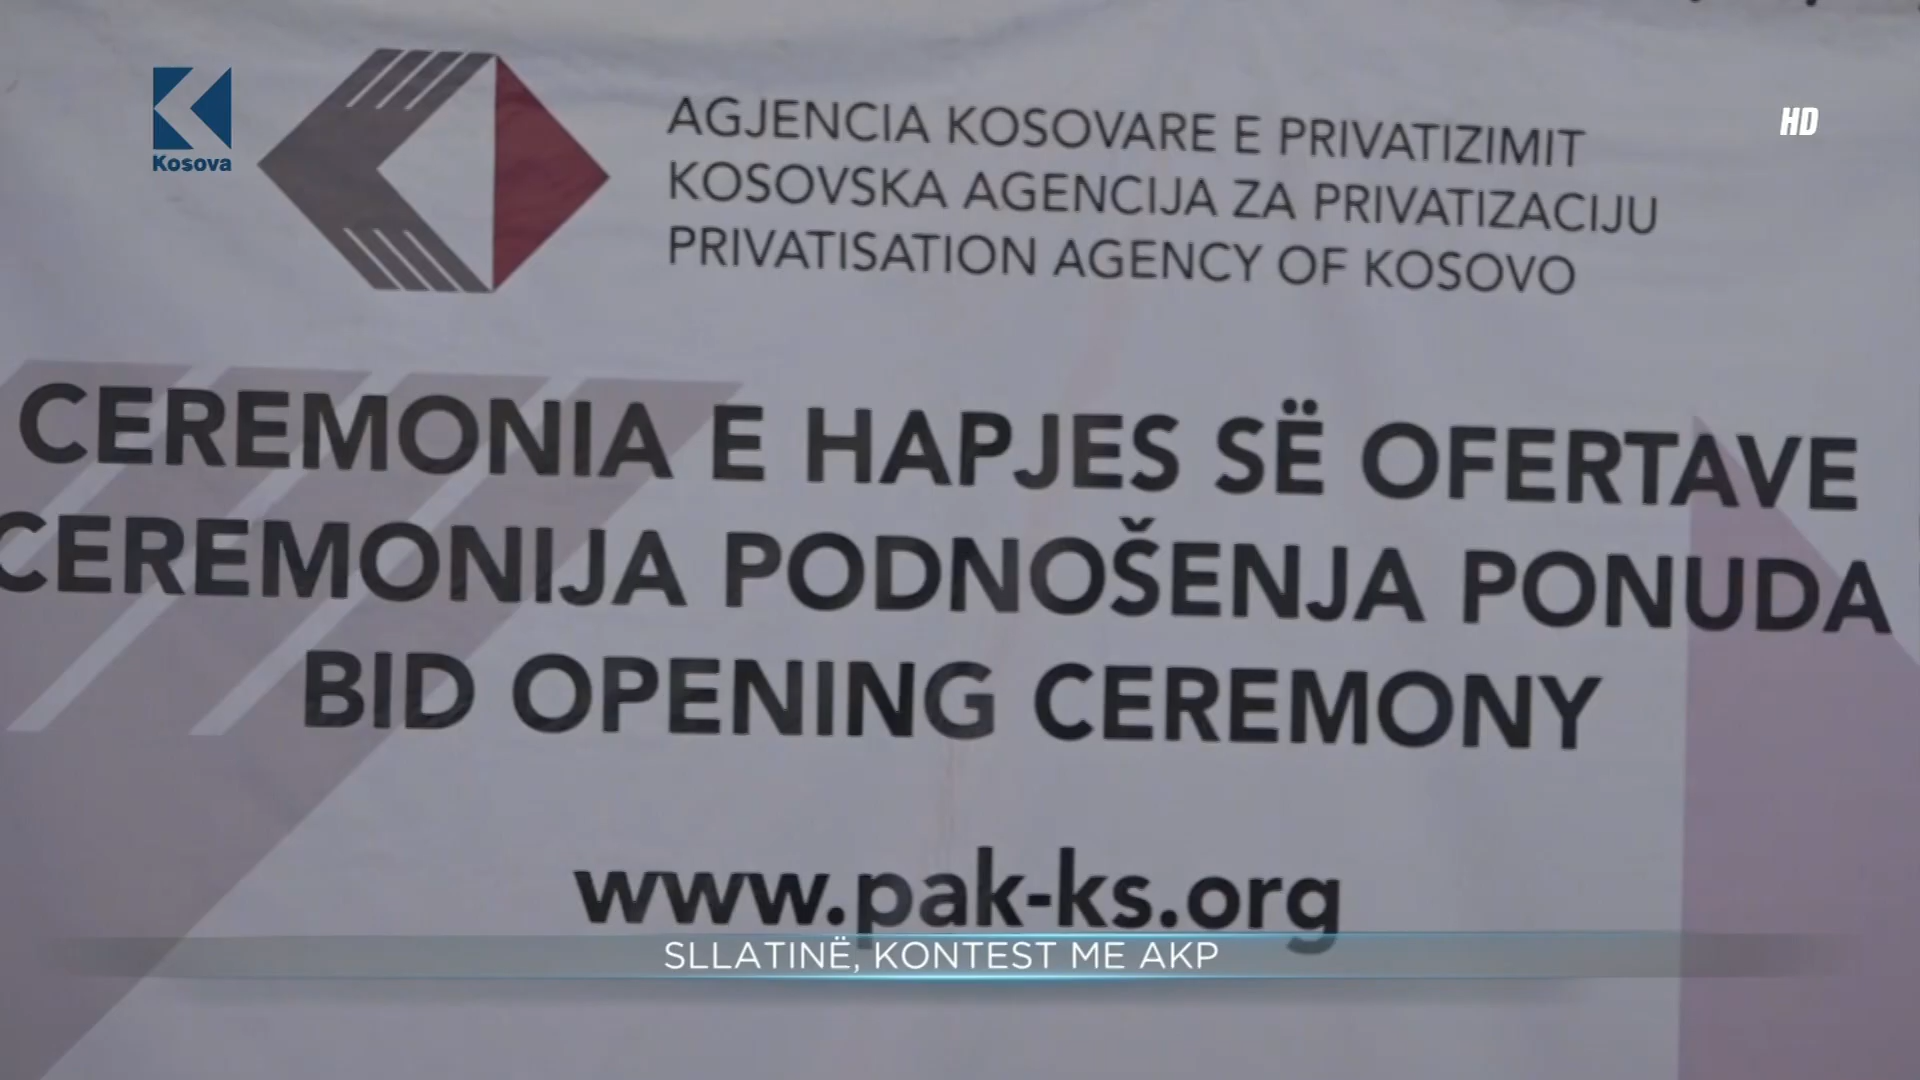 Kosova
HD
AGJENCIA KOSOVARE E PRIVATIZIMIT
KOSOVSKA AGENCIJA ZA PRIVATIZACIJU
PRIVATISATION AGENCY OF KOSOVO
CEREMONIA E HAPJES SË OFERTAVE
CEREMONIJA PODNOŠENJA PONUDA
BID OPENING CEREMONY
www.pak-ks.org
SLLATINË, KONTEST ME AKP